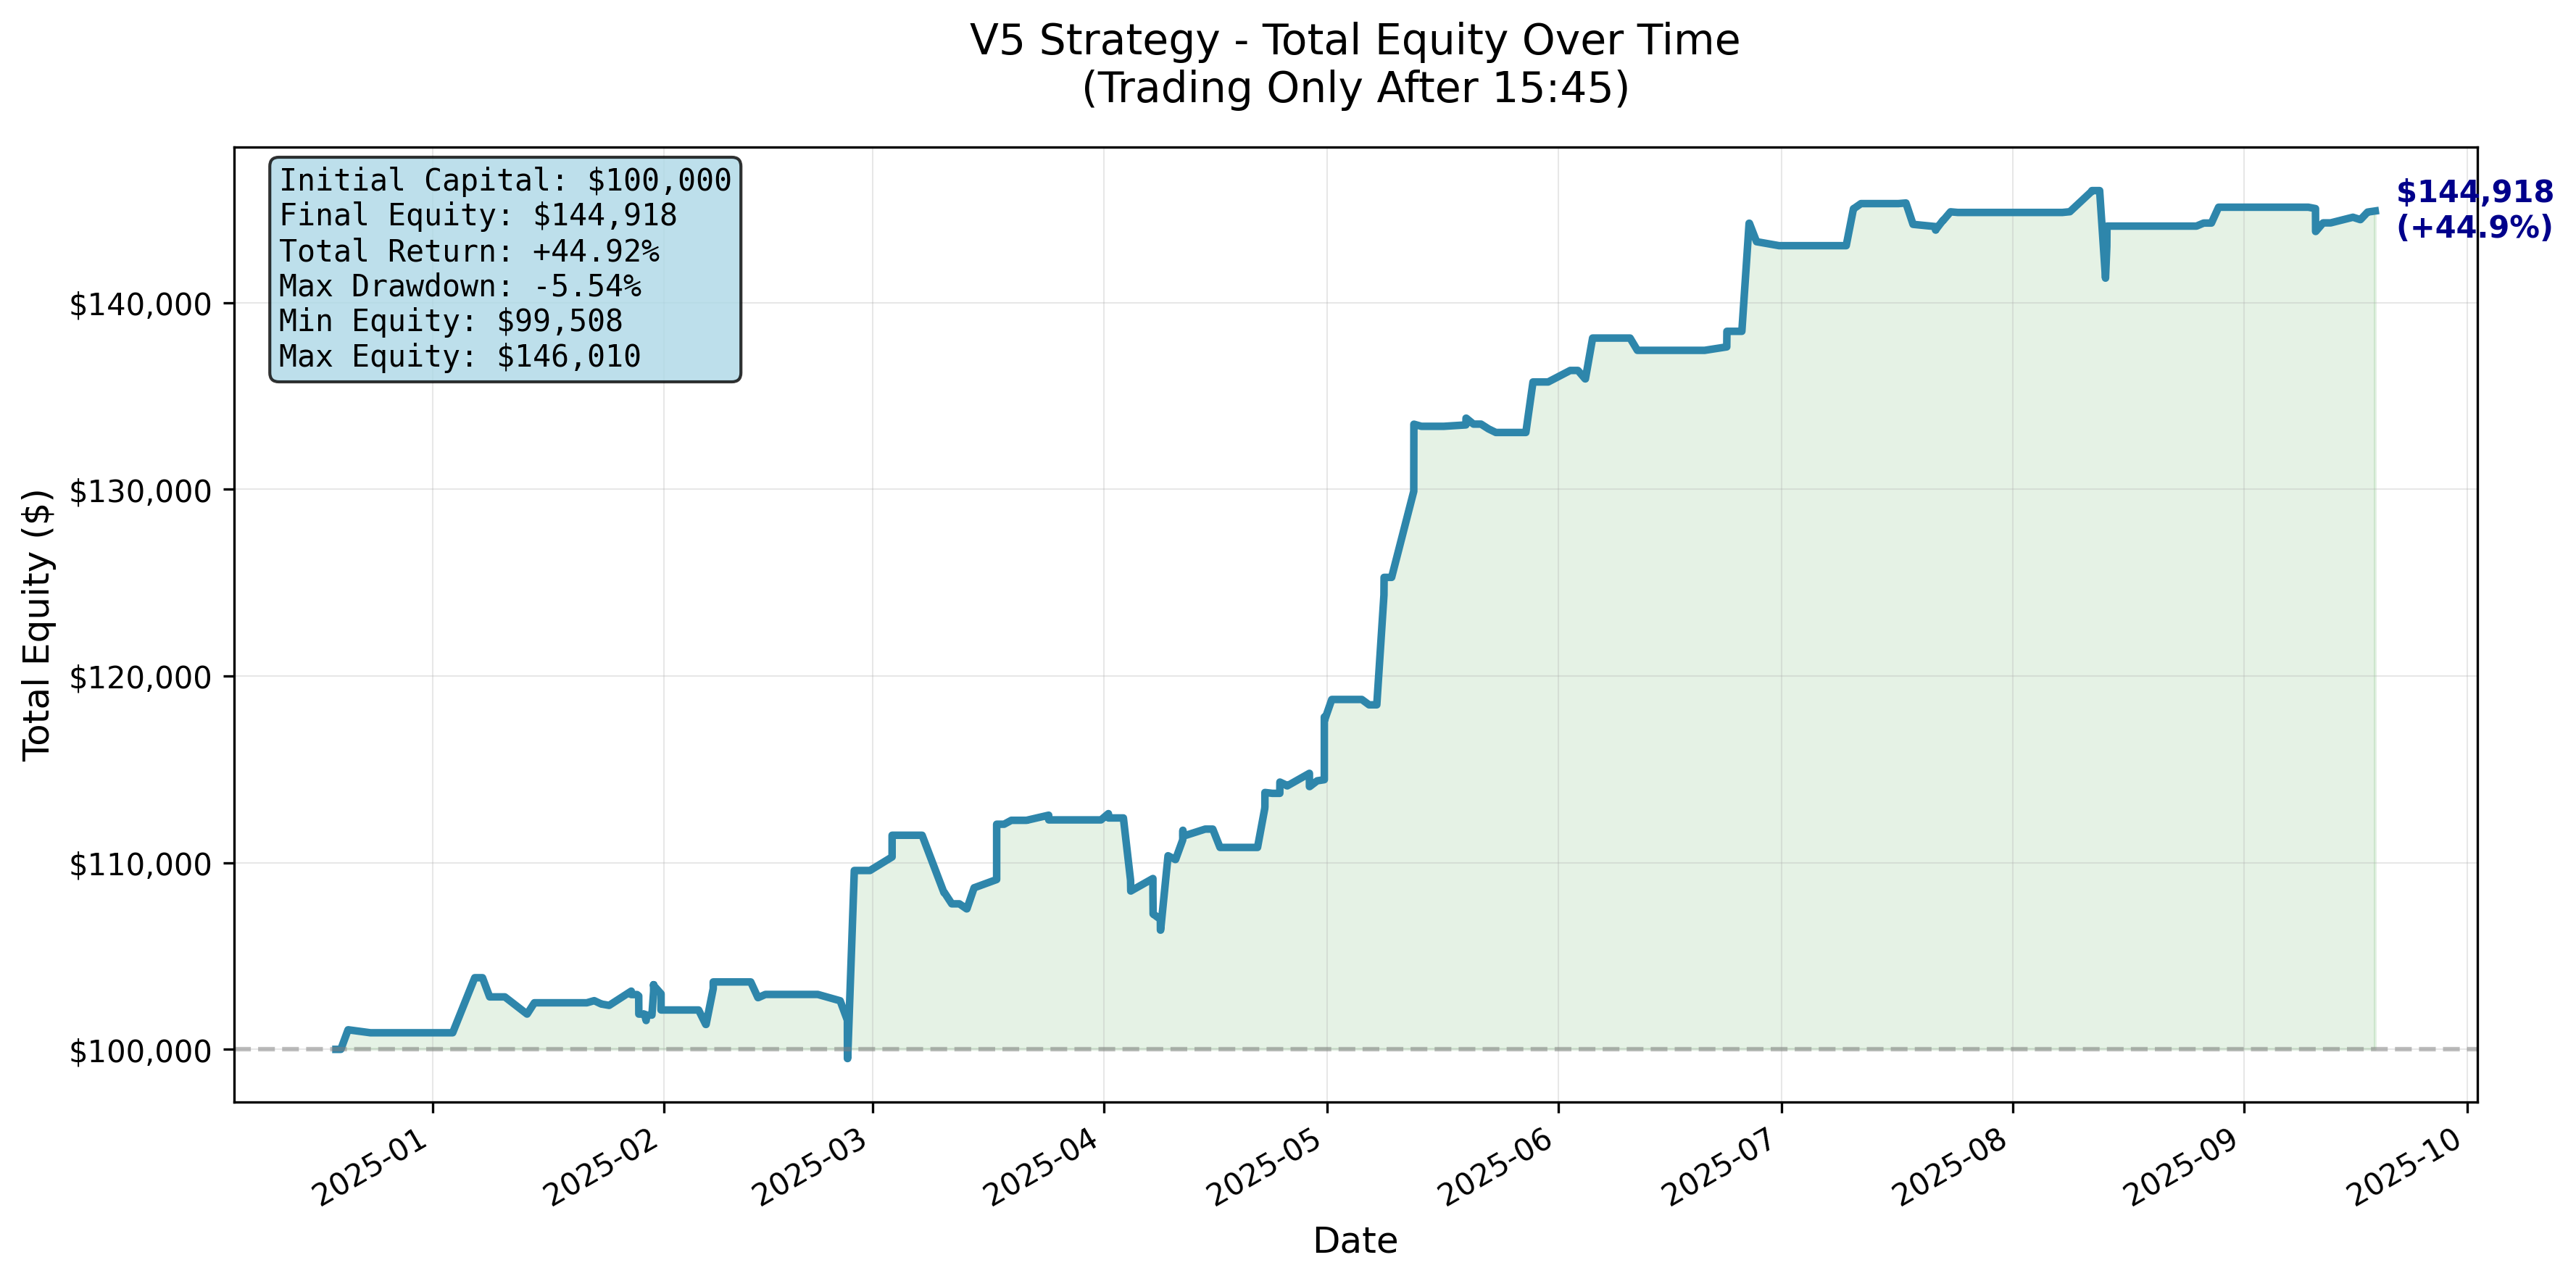 V5 Strategy - Total Equity Over Time
(Trading Only After 15:45)
Initial Capital: $100,000
Final Equity: $144,918
Total Return: +44.92%
Max Drawdown: -5.54%
Min Equity: $99,508
Max Equity: $146,010
$144,918
(+44.9%)
Total Equity ($)
$140,000
$130,000
$120,000
$110,000
$100,000
2025-01
2025-02
2025-03
2025-04
2025-05
2025-06
2025-07
2025-08
2025-09
2025-10
Date